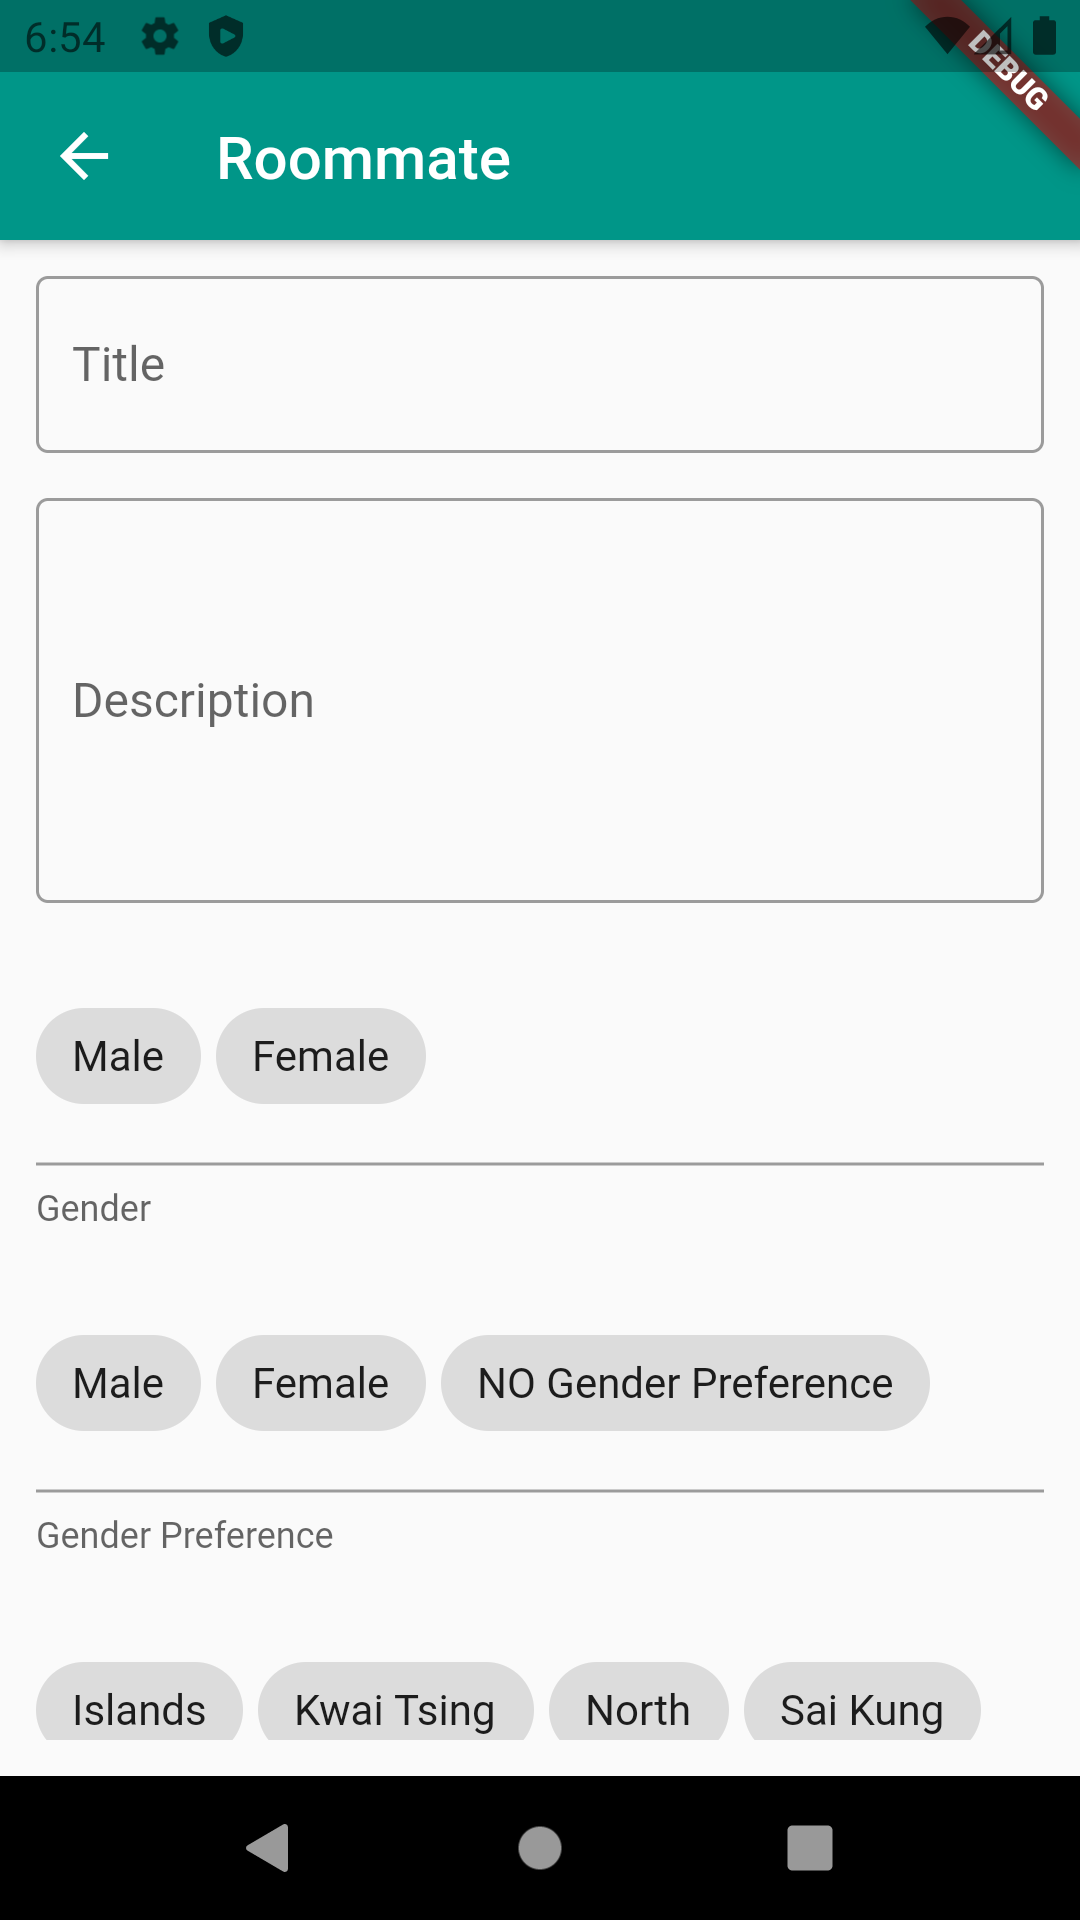 6:54
DEBUG
Roommate
Title
Description
Male Female
Gender
Male Female NO Gender Preference
Gender Preference
Islands Kwai Tsing North Sai Kung